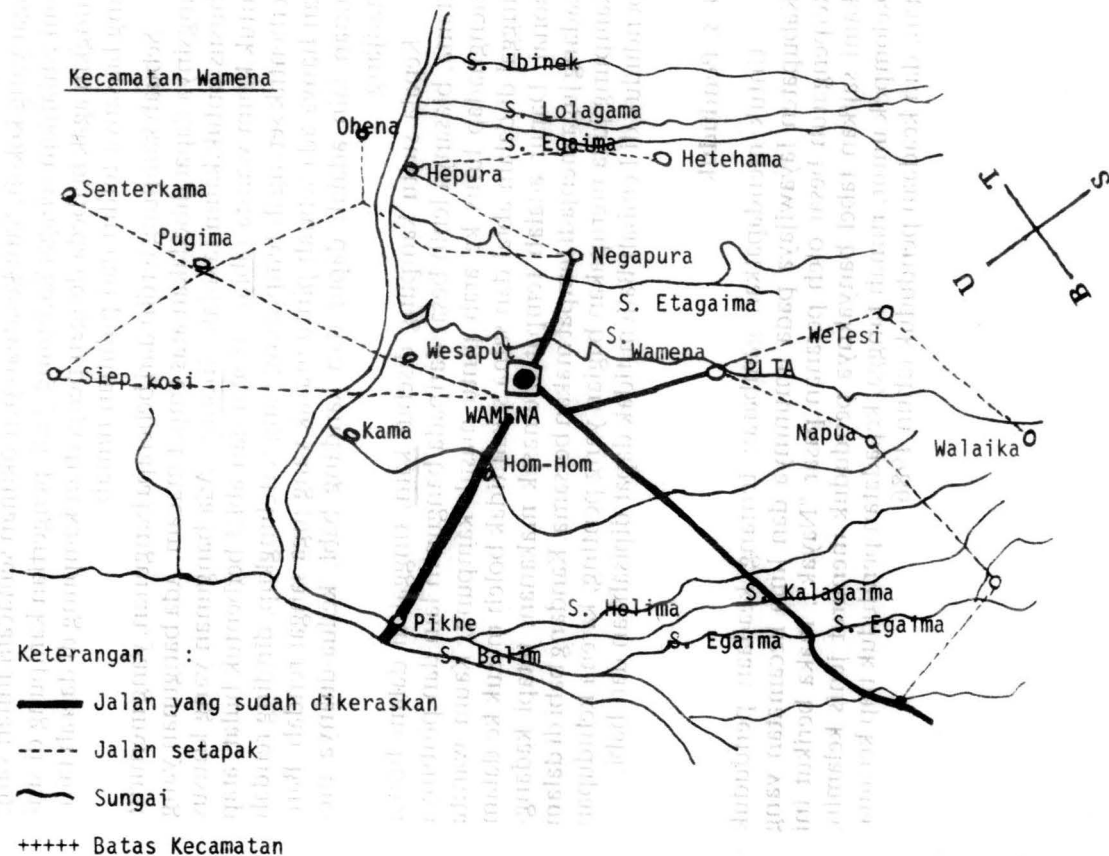 Kecamatan Wamena
S. Ibinek
S. Lolagama
Ohena
S. Egaima
Hepura
Hetehama
Senterkama
Pugima
Negapura
S. Etagaima
T
S
U
B
S. Wamena
Welesi
Wesaput
PLTA
Siep kosi
WAMENA
Kama
Napua
Walaika
Hom-Hom
S. Holima
S. Kalagaima
Pikhe
S. Egaima
S. Egaima
S. Balim
Keterangan :
Jalan yang sudah dikeraskan
Jalan setapak
Sungai
+++++ Batas Kecamatan